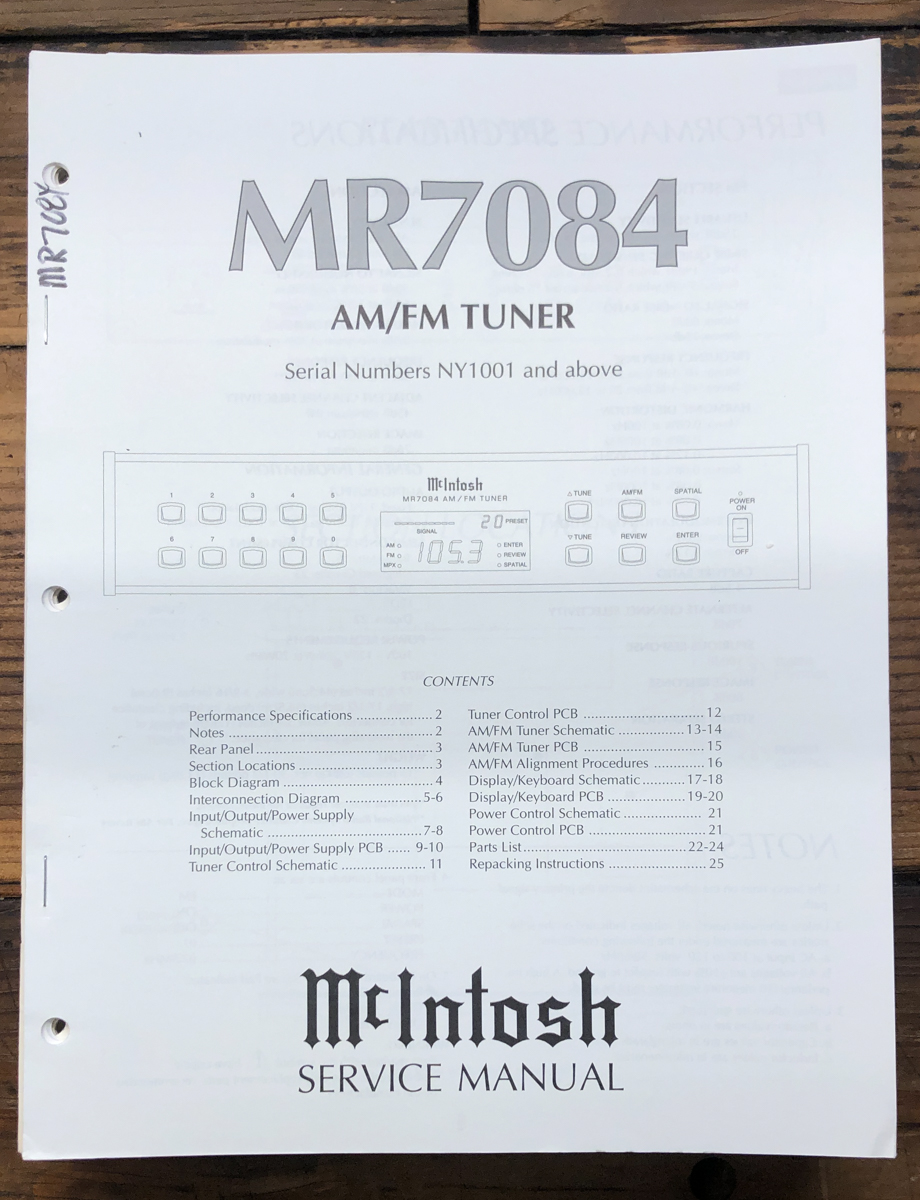 MR7084
MR7084
AM/FM TUNER
Serial Numbers NY1001 and above
McIntosh
MR7084 AM/FM TUNER
1 2 3 4 5
6 7 8 9 0
SIGNAL
20 PRESET
AM
FM
MPX
105.3
ENTER
REVIEW
SPATIAL
△ TUNE AM/FM SPATIAL
▽ TUNE REVIEW ENTER
POWER
ON
OFF
CONTENTS
Performance Specifications .................. 2
Notes ................................................. 2
Rear Panel ......................................... 3
Section Locations ............................... 3
Block Diagram ................................... 4
Interconnection Diagram .................. 5-6
Input/Output/Power Supply
Schematic .................................... 7-8
Input/Output/Power Supply PCB ...... 9-10
Tuner Control Schematic ................... 11
Tuner Control PCB ............................ 12
AM/FM Tuner Schematic ............... 13-14
AM/FM Tuner PCB ............................ 15
AM/FM Alignment Procedures ........... 16
Display/Keyboard Schematic .......... 17-18
Display/Keyboard PCB ................... 19-20
Power Control Schematic ................. 21
Power Control PCB ........................... 21
Parts List ....................................... 22-24
Repacking Instructions ...................... 25
McIntosh
SERVICE MANUAL